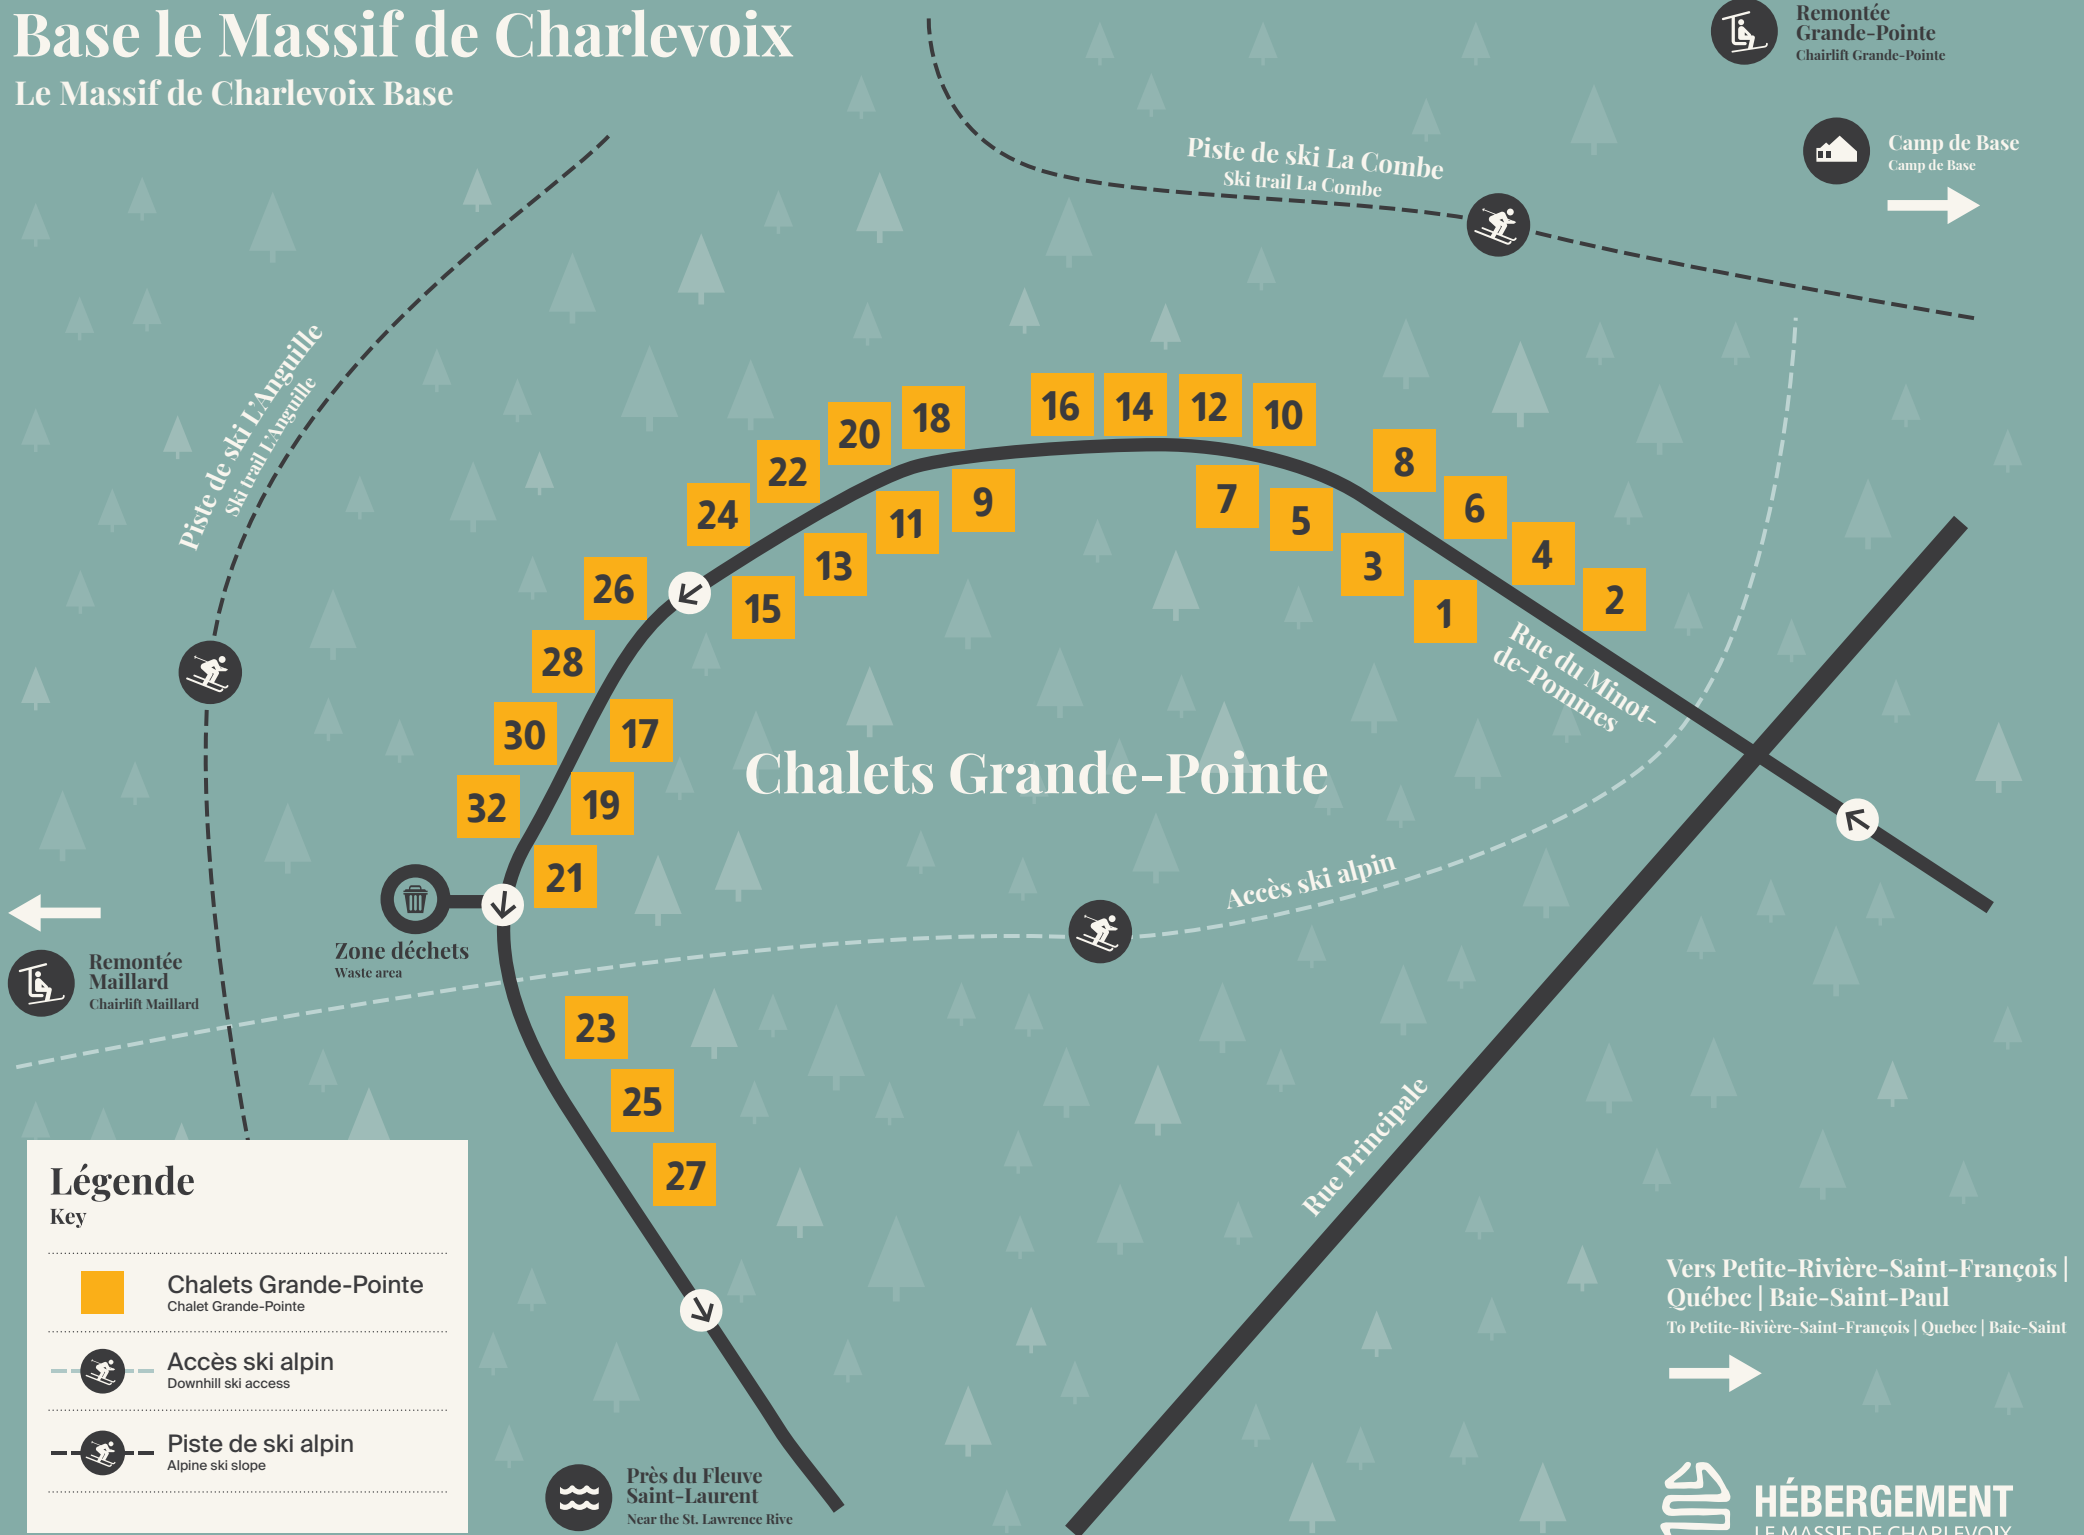 Base le Massif de Charlevoix
Le Massif de Charlevoix Base
Remontée
Grande-Pointe
Chairlift Grande-Pointe
Camp de Base
Camp de Base
Piste de ski La Combe
Ski trail La Combe
Piste de ski L'Anguille
Ski trail L'Anguille
16
14
12
10
18
20
22
24
26
28
30
32
8
6
4
2
7
5
3
1
9
11
13
15
17
19
21
Rue du Minot-
de-Pommes
Chalets Grande-Pointe
Accès ski alpin
Zone déchets
Waste area
Remontée
Maillard
Chairlift Maillard
23
25
27
Rue Principale
Légende
Key
Chalets Grande-Pointe
Chalet Grande-Pointe
Accès ski alpin
Downhill ski access
Piste de ski alpin
Alpine ski slope
Près du Fleuve
Saint-Laurent
Near the St. Lawrence Rive
Vers Petite-Rivière-Saint-François |
Québec | Baie-Saint-Paul
To Petite-Rivière-Saint-François | Quebec | Baie-Saint
HÉBERGEMENT
LE MASSIF DE CHARLEVOIX